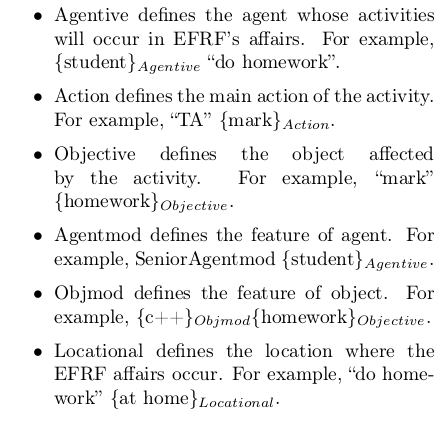 • Agentive defines the agent whose activities
will occur in EFRF's affairs. For example,
{student}Agentive “do homework”.
• Action defines the main action of the activity.
For example, “TA” {mark}Action.
• Objective defines the object affected
by the activity. For example, “mark”
{homework}Objective.
• Agentmod defines the feature of agent. For
example, SeniorAgentmod {student}Agentive.
• Objmod defines the feature of object. For
example, {c++}Objmod{homework}Objective.
• Locational defines the location where the
EFRF affairs occur. For example, “do home-
work” {at home}Locational.